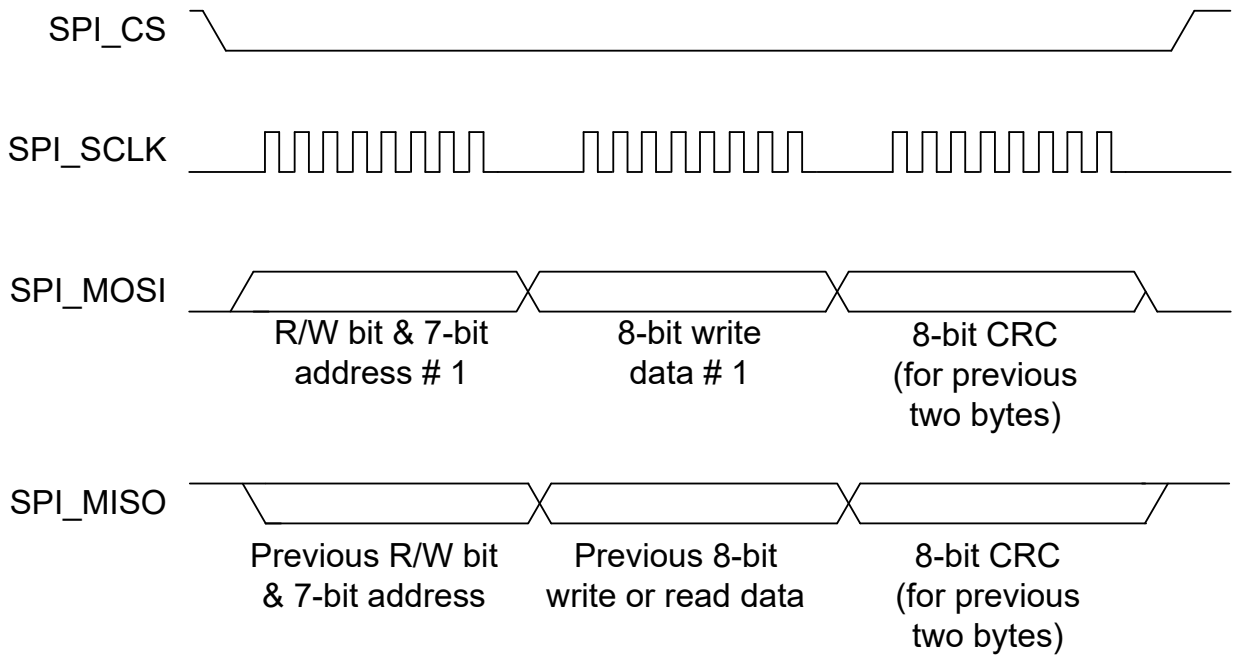 SPI_CS
SPI_SCLK
SPI_MOSI
R/W bit & 7-bit
address # 1
8-bit write
data # 1
8-bit CRC
(for previous
two bytes)
SPI_MISO
Previous R/W bit
& 7-bit address
Previous 8-bit
write or read data
8-bit CRC
(for previous
two bytes)